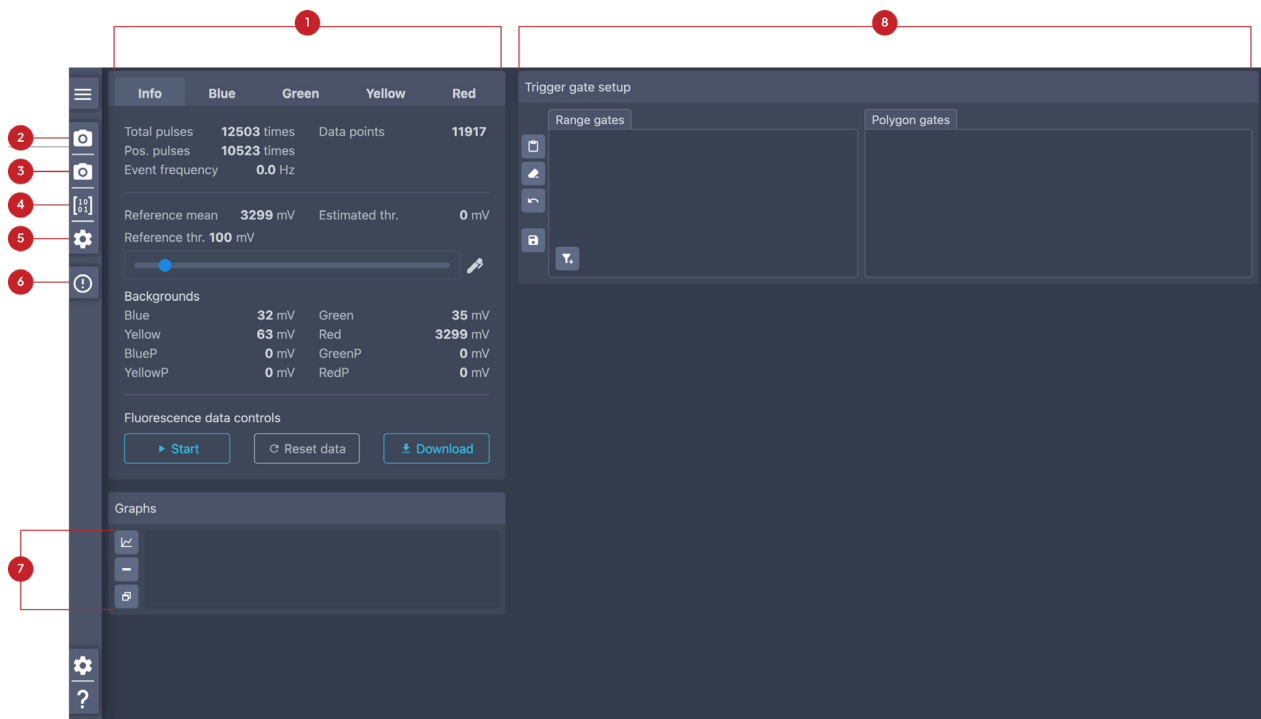 1
8
Info Blue Green Yellow Red
Total pulses 12503 times Data points 11917
Pos. pulses 10523 times
Event frequency 0.0 Hz
Reference mean 3299 mV Estimated thr. 0 mV
Reference thr. 100 mV
Backgrounds
Blue 32 mV Green 35 mV
Yellow 63 mV Red 3299 mV
BlueP 0 mV GreenP 0 mV
YellowP 0 mV RedP 0 mV
Fluorescence data controls
Start Reset data Download
Graphs
Trigger gate setup
Range gates Polygon gates
2
3
4
10
01
5
6
7
?